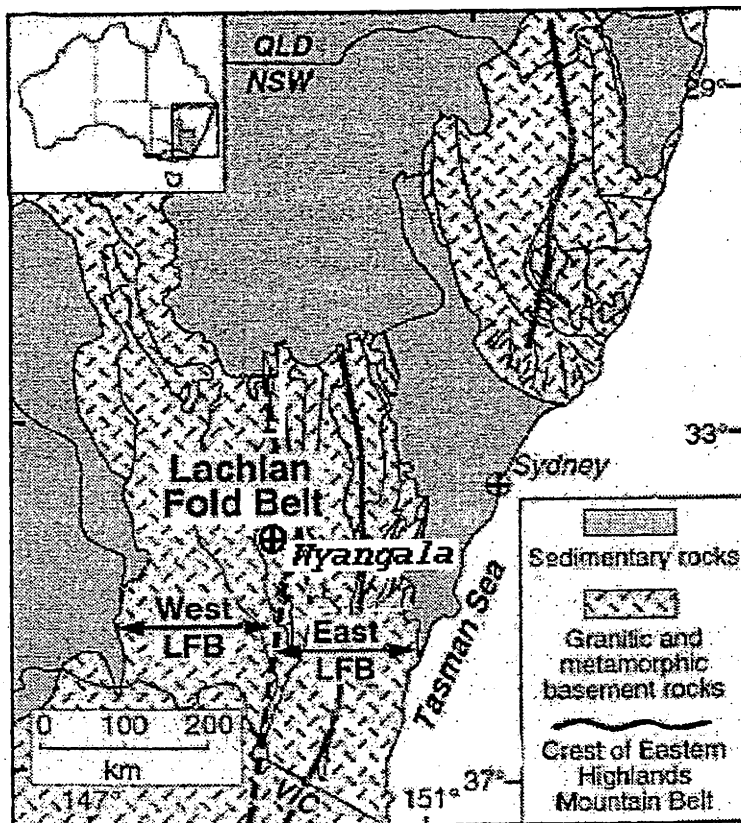 QLD
NSW
29°
33°
Sydney
Lachlan
Fold Belt
Wyangala
West
LFB
East
LFB
Tasman Sea
Sedimentary rocks
Granitic and
metamorphic
basement rocks
Crest of Eastern
Highlands
Mountain Belt
0 100 200
km
VIC
147°
151°
37°